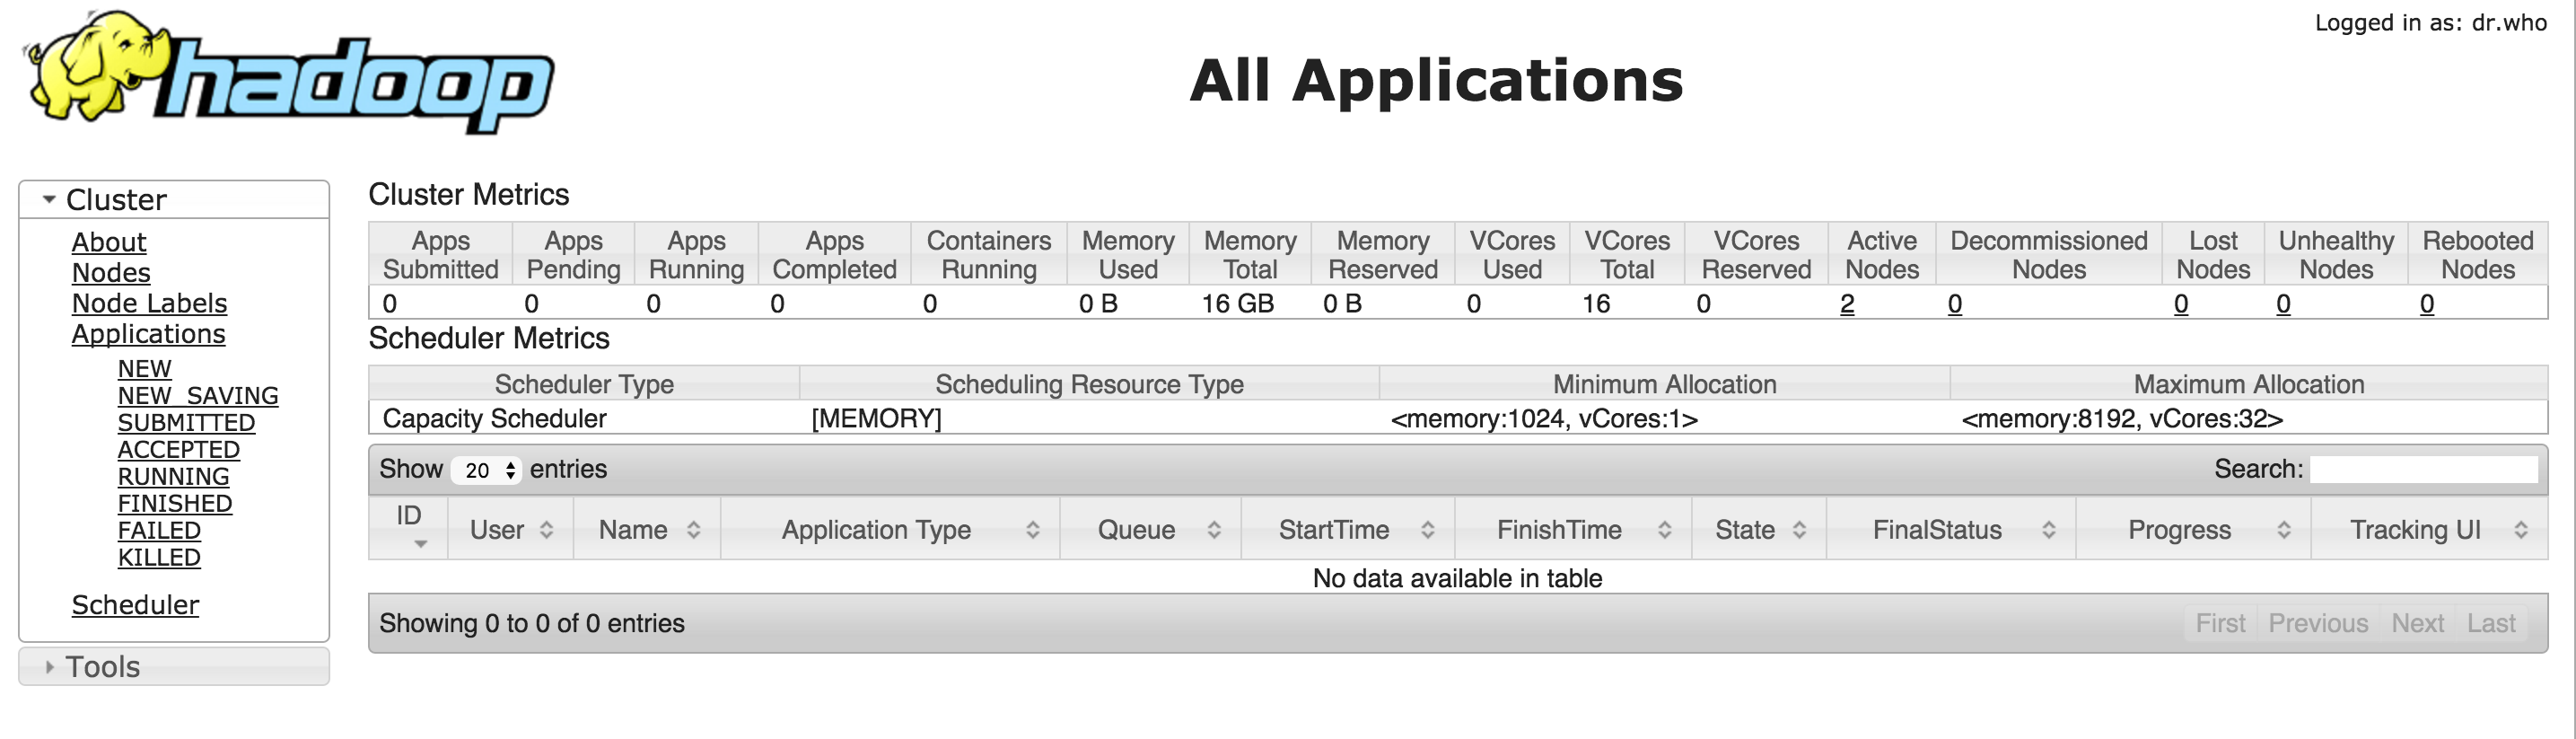 hadoop
Logged in as: dr.who
All Applications
Cluster
About
Nodes
Node Labels
Applications
NEW
NEW_SAVING
SUBMITTED
ACCEPTED
RUNNING
FINISHED
FAILED
KILLED
Scheduler
Tools
Cluster Metrics
Apps Submitted Apps Pending Apps Running Apps Completed Containers Running Memory Used Memory Total Memory Reserved VCores Used VCores Total VCores Reserved Active Nodes Decommissioned Nodes Lost Nodes Unhealthy Nodes Rebooted Nodes
0 0 0 0 0 0 B 16 GB 0 B 0 16 0 2 0 0 0 0
Scheduler Metrics
Scheduler Type Scheduling Resource Type Minimum Allocation Maximum Allocation
Capacity Scheduler [MEMORY] <memory:1024, vCores:1> <memory:8192, vCores:32>
Show 20 entries Search:
ID User Name Application Type Queue StartTime FinishTime State FinalStatus Progress Tracking UI
No data available in table
Showing 0 to 0 of 0 entries First Previous Next Last